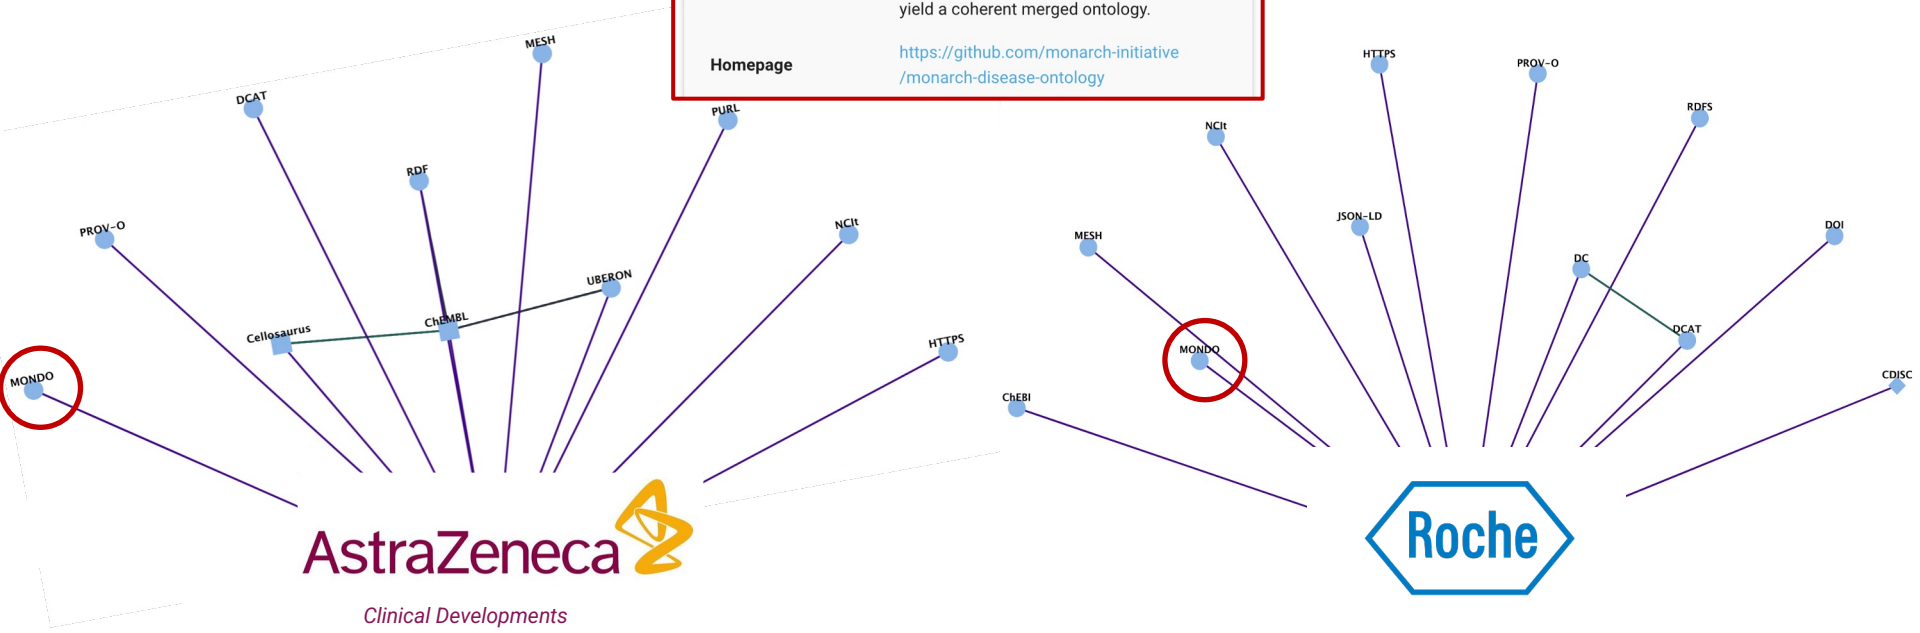 yield a coherent merged ontology.
Homepage
https://github.com/monarch-initiative
/monarch-disease-ontology
MESH
DCAT
PURL
RDF
PROV-O
NCIt
UBERON
ChEMBL
Cellosaurus
HTTPS
MONDO
AstraZeneca
Clinical Developments
HTTPS
PROV-O
RDFS
NCIt
JSON-LD
DOI
MESH
DC
DCAT
MONDO
CDISC
ChEBI
Roche